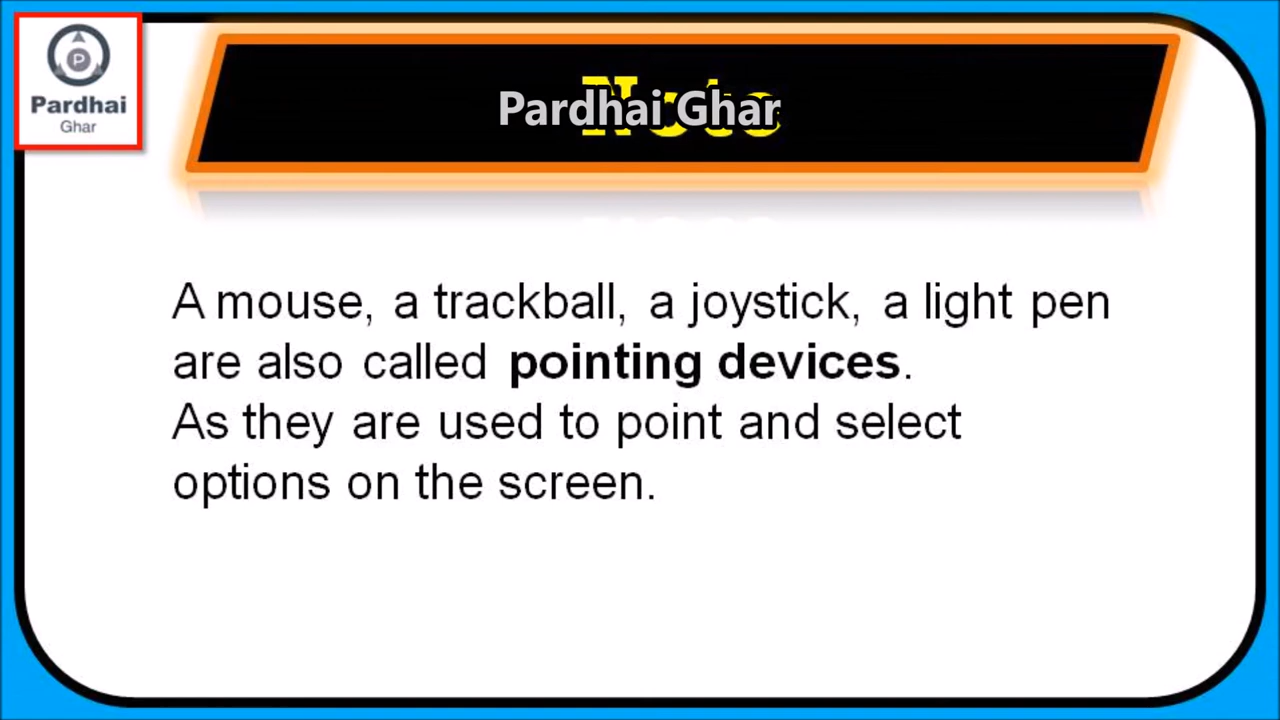 Pardhai
Ghar
Note
Pardhai Ghar
A mouse, a trackball, a joystick, a light pen
are also called pointing devices.
As they are used to point and select
options on the screen.